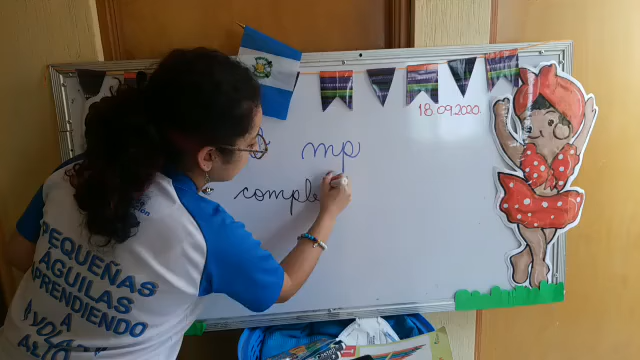 18.09.2020.
mp
comple
PEQUEÑAS
ÁGUILAS
APRENDIENDO
A